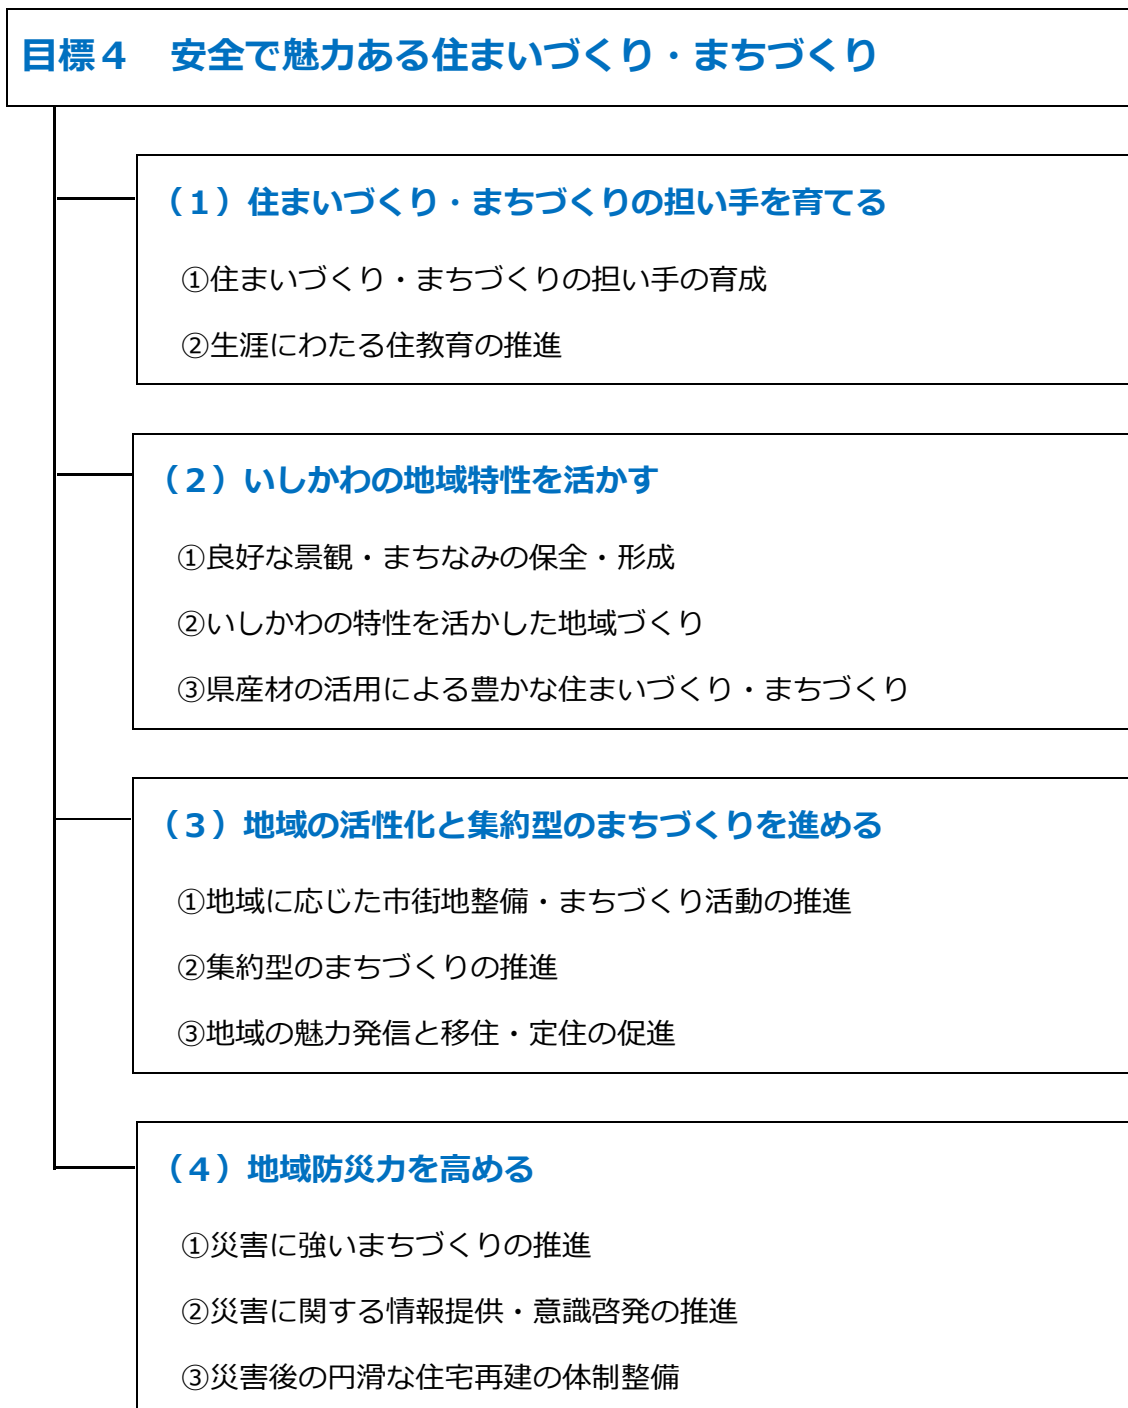 目標４　安全で魅力ある住まいづくり・まちづくり
（１）住まいづくり・まちづくりの担い手を育てる
①住まいづくり・まちづくりの担い手の育成
②生涯にわたる住教育の推進
（２）いしかわの地域特性を活かす
①良好な景観・まちなみの保全・形成
②いしかわの特性を活かした地域づくり
③県産材の活用による豊かな住まいづくり・まちづくり
（３）地域の活性化と集約型のまちづくりを進める
①地域に応じた市街地整備・まちづくり活動の推進
②集約型のまちづくりの推進
③地域の魅力発信と移住・定住の促進
（４）地域防災力を高める
①災害に強いまちづくりの推進
②災害に関する情報提供・意識啓発の推進
③災害後の円滑な住宅再建の体制整備